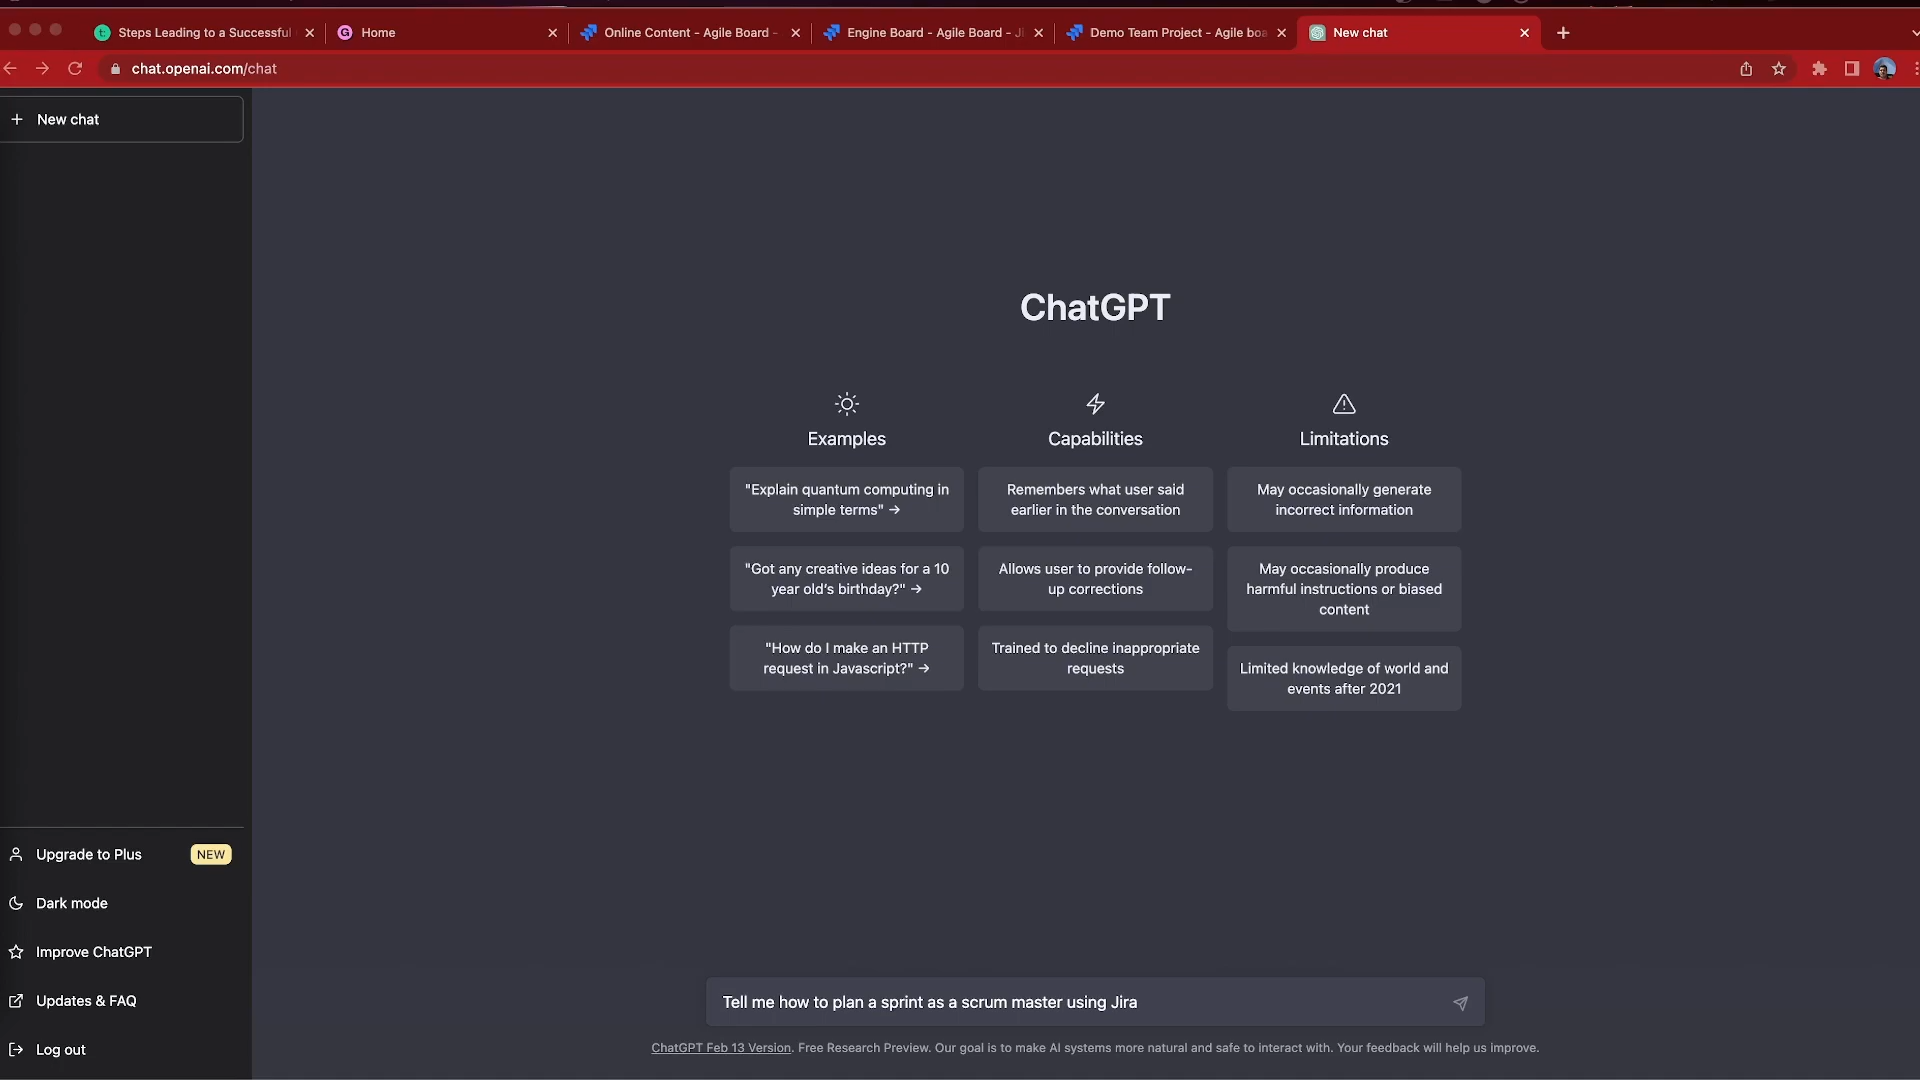 Steps Leading to a Successful
Home
Online Content - Agile Board -
Engine Board - Agile Board - Ji
Demo Team Project - Agile boa
New chat
chat.openai.com/chat
New chat
ChatGPT
Examples
Capabilities
Limitations
"Explain quantum computing in
simple terms" →
Remembers what user said
earlier in the conversation
May occasionally generate
incorrect information
"Got any creative ideas for a 10
year old's birthday?" →
Allows user to provide follow-
up corrections
May occasionally produce
harmful instructions or biased
content
"How do I make an HTTP
request in Javascript?" →
Trained to decline inappropriate
requests
Limited knowledge of world and
events after 2021
Upgrade to Plus
NEW
Dark mode
Improve ChatGPT
Updates & FAQ
Log out
Tell me how to plan a sprint as a scrum master using Jira
ChatGPT Feb 13 Version. Free Research Preview. Our goal is to make AI systems more natural and safe to interact with. Your feedback will help us improve.